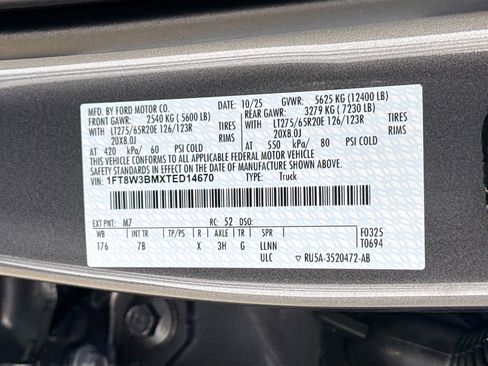 MFD. BY FORD MOTOR CO. 10/25 GVWR: 5625 KG (12400 LB)
FRONT GAWR: 2540 KG (5600 LB) REAR GAWR: 3279 KG (7230 LB)
WITH LT275/65R20E 126/123R TIRES WITH LT275/65R20E 126/123R TIRES
20X8.0J RIMS 20X8.0J RIMS
AT 420 kPa/ 60 PSI COLD AT 550 kPa/ 80 PSI COLD
THIS VEHICLE CONFORMS TO ALL APPLICABLE FEDERAL MOTOR VEHICLE
SAFETY STANDARDS IN EFFECT ON THE DATE OF MANUFACTURE SHOWN ABOVE.
VIN: 1FT8W3BMXTED14670 TYPE: Truck
EXT PNT: M7 RC: 52 DSO:
WB INT TR TP/PS R AXLE TR SPR F0325
176 7B X 3H G LLNN T0694
ULC ▽ RU5A-3520472-AB